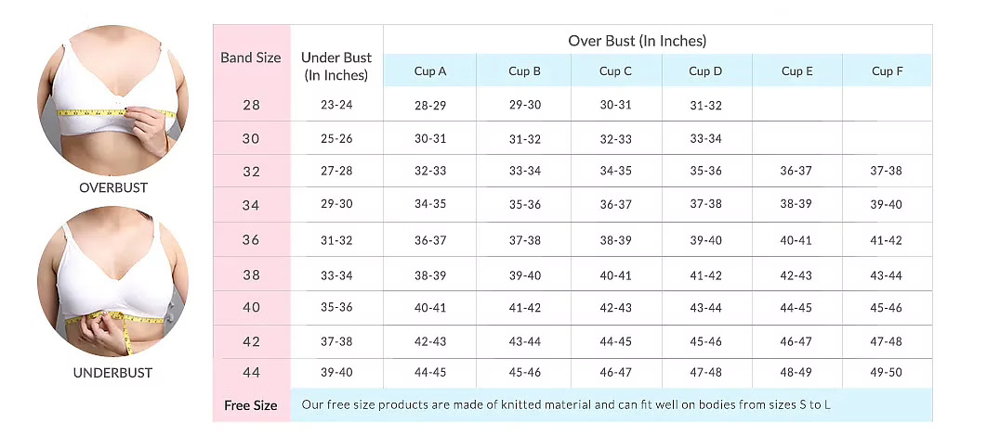 OVERBUST
UNDERBUST
Over Bust (In Inches)
Band Size Under Bust (In Inches) Cup A Cup B Cup C Cup D Cup E Cup F
28 23-24 28-29 29-30 30-31 31-32
30 25-26 30-31 31-32 32-33 33-34
32 27-28 32-33 33-34 34-35 35-36 36-37 37-38
34 29-30 34-35 35-36 36-37 37-38 38-39 39-40
36 31-32 36-37 37-38 38-39 39-40 40-41 41-42
38 33-34 38-39 39-40 40-41 41-42 42-43 43-44
40 35-36 40-41 41-42 42-43 43-44 44-45 45-46
42 37-38 42-43 43-44 44-45 45-46 46-47 47-48
44 39-40 44-45 45-46 46-47 47-48 48-49 49-50
Free Size Our free size products are made of knitted material and can fit well on bodies from sizes S to L